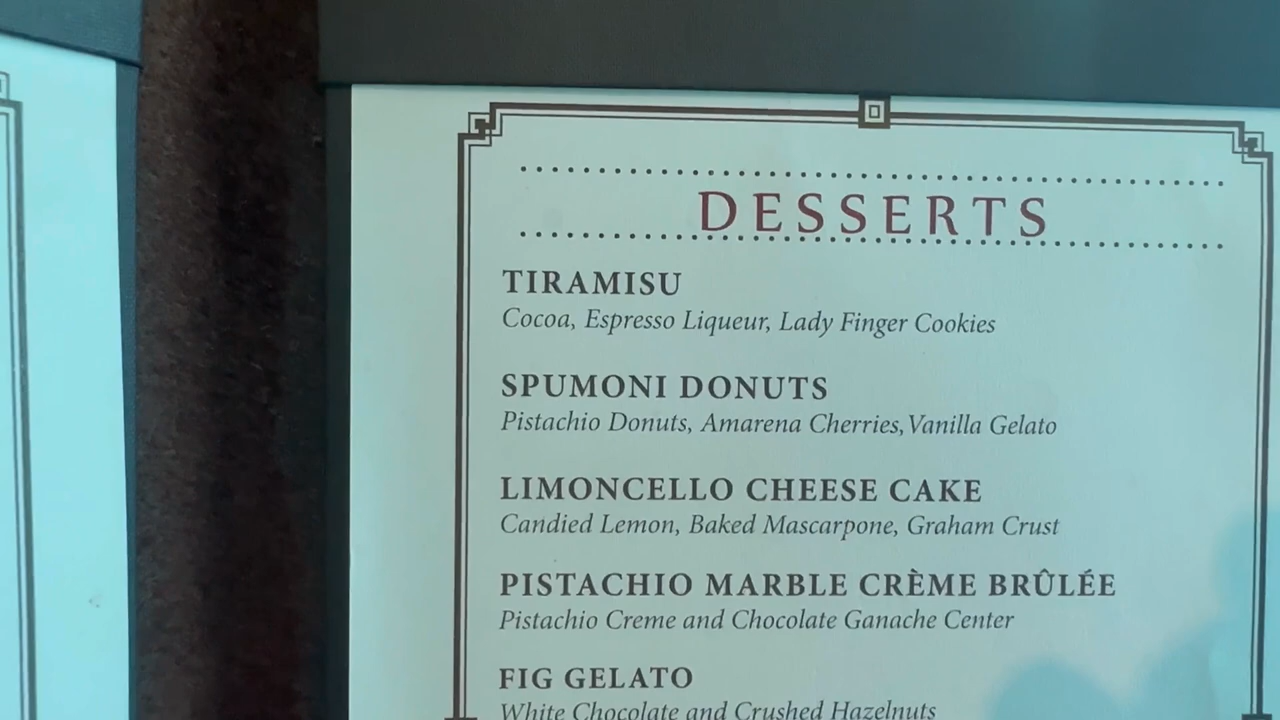 DESSERTS
TIRAMISU
Cocoa, Espresso Liqueur, Lady Finger Cookies
SPUMONI DONUTS
Pistachio Donuts, Amarena Cherries, Vanilla Gelato
LIMONCELLO CHEESE CAKE
Candied Lemon, Baked Mascarpone, Graham Crust
PISTACHIO MARBLE CRÈME BRÛLÉE
Pistachio Creme and Chocolate Ganache Center
FIG GELATO
White Chocolate and Crushed Hazelnuts